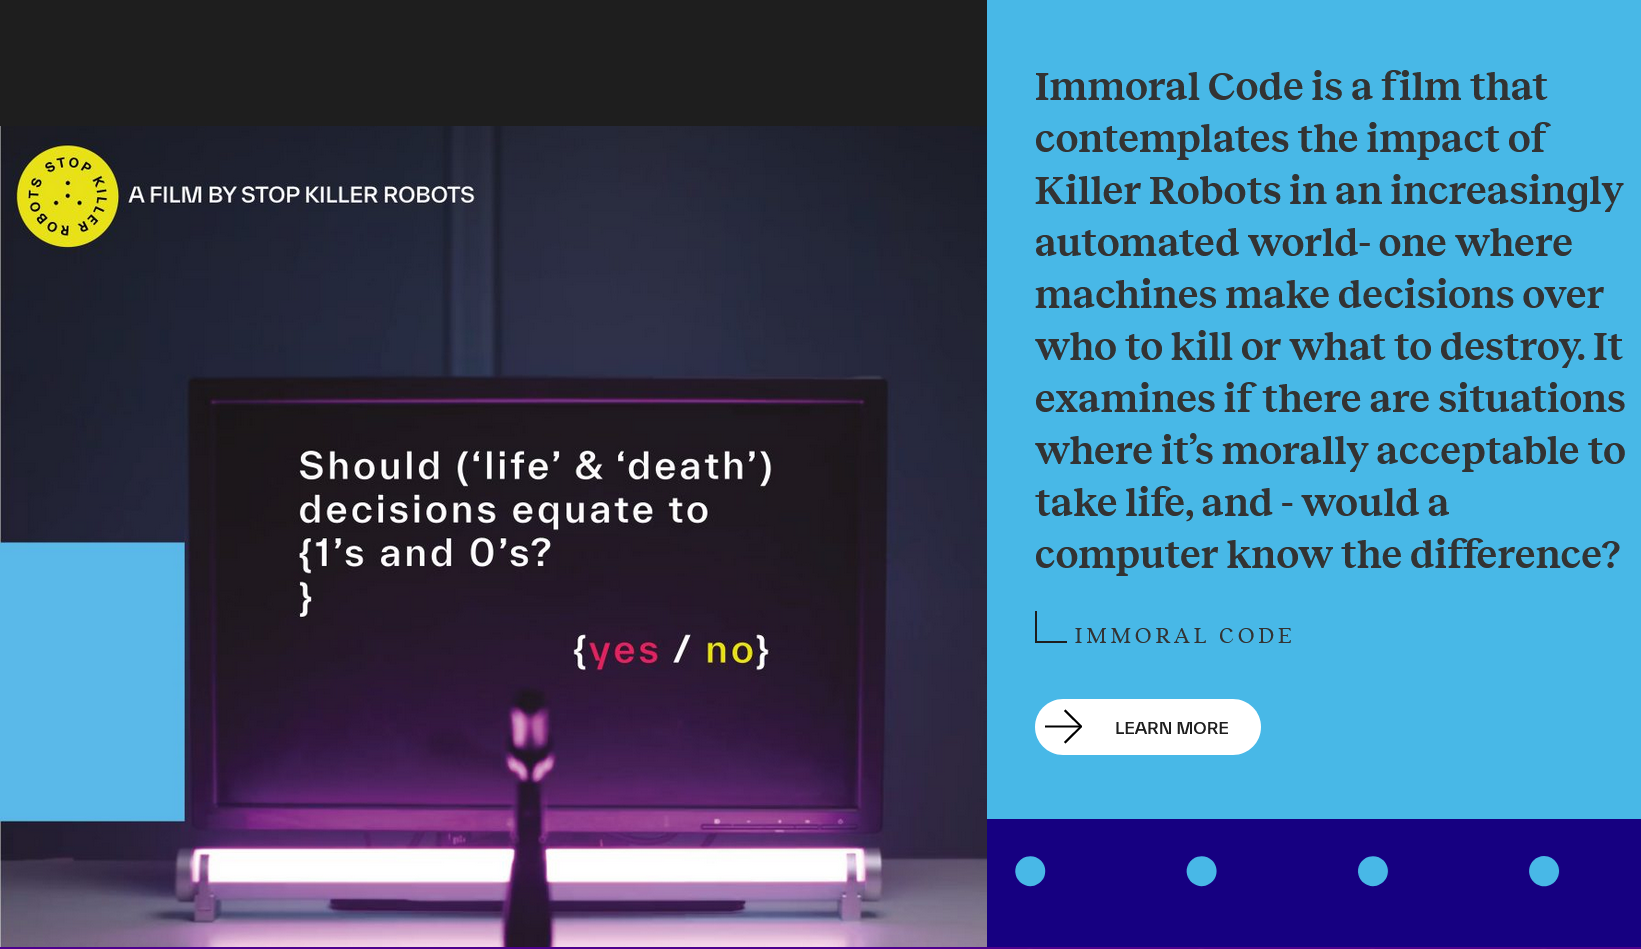 STOP KILLER ROBOTS
A FILM BY STOP KILLER ROBOTS
Should (‘life’ & ‘death’)
decisions equate to
{1’s and 0’s?
}
{yes / no}
Immoral Code is a film that
contemplates the impact of
Killer Robots in an increasingly
automated world- one where
machines make decisions over
who to kill or what to destroy. It
examines if there are situations
where it’s morally acceptable to
take life, and - would a
computer know the difference?
IMMORAL CODE
LEARN MORE